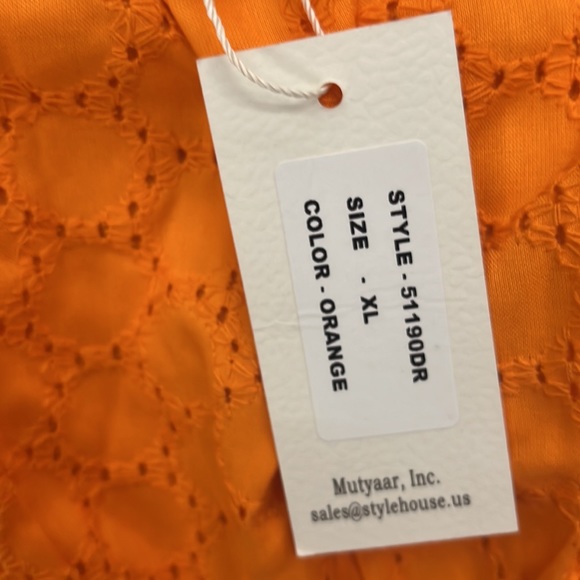 STYLE - 51190DR
SIZE - XL
COLOR - ORANGE
Mutyaar, Inc.
sales@stylehouse.us